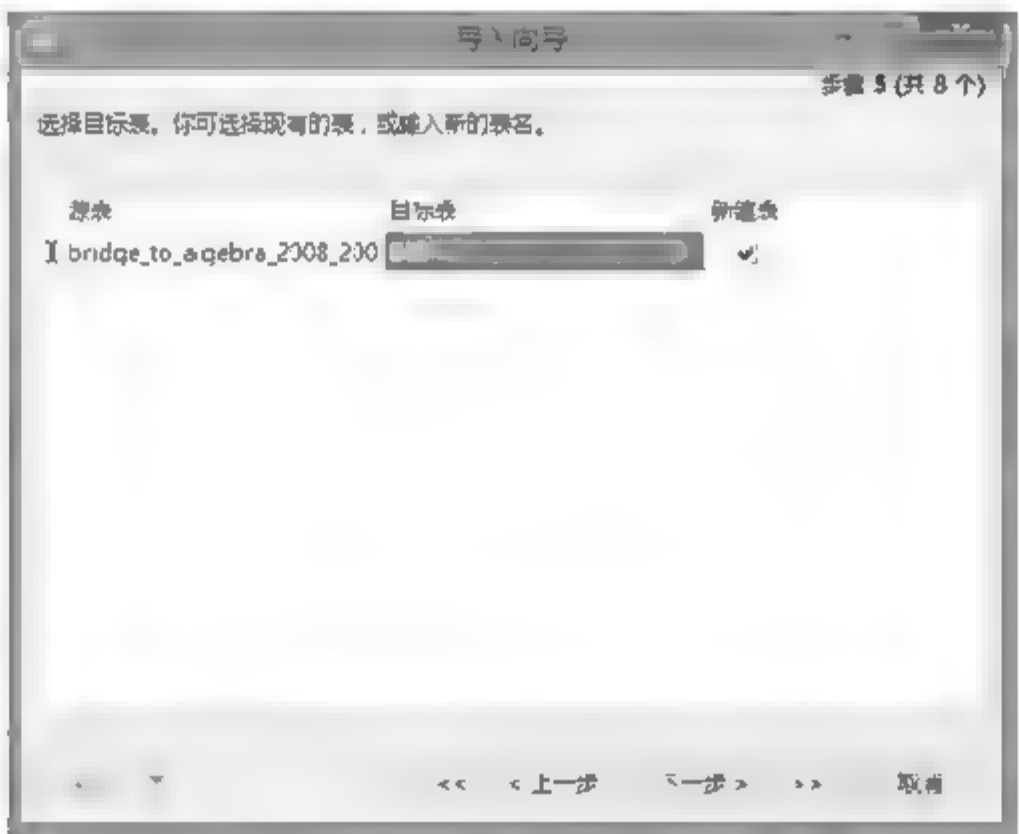 导入向导
步骤 5 (共 8 个)
选择目标表。你可选择现有的表，或键入新的表名。
源表 目标表 新建表
bridge_to_algebra_2008_200
<< < 上一步 下一步 > >> 取消